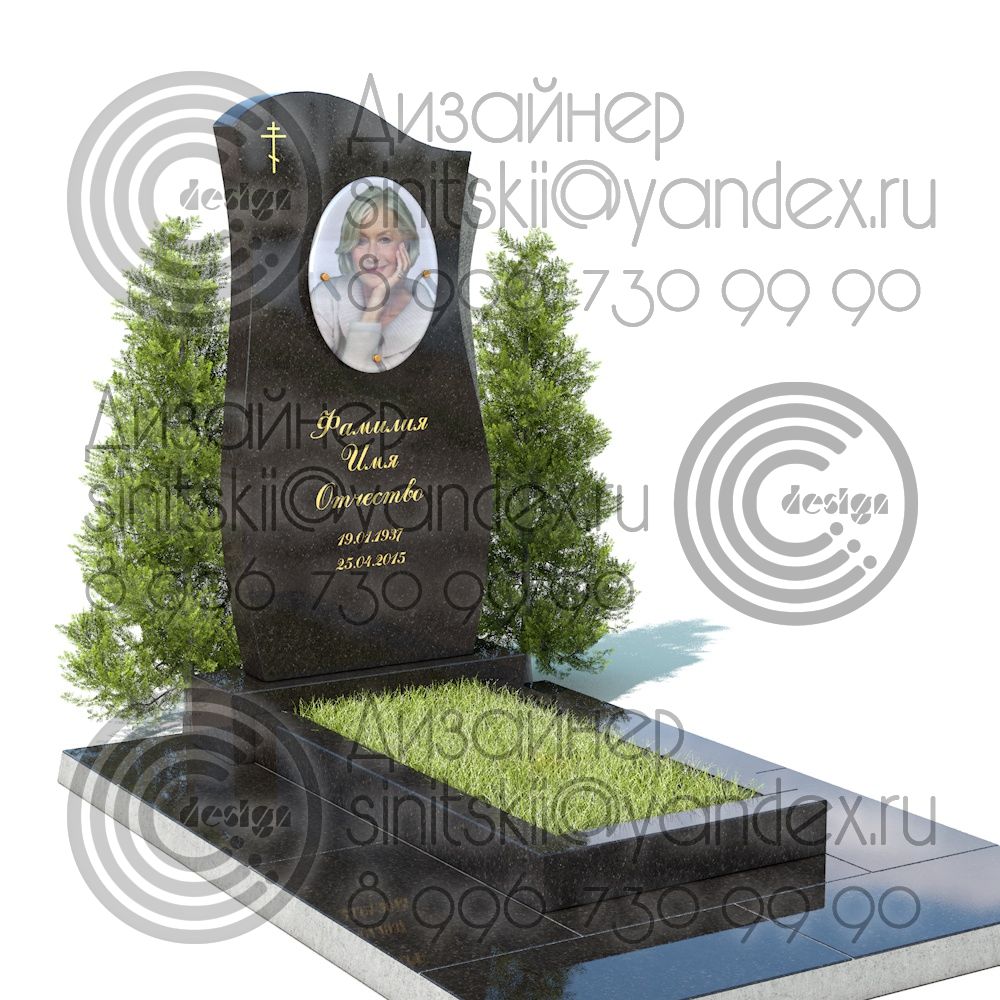 Дизайнер
sinitskii@yandex.ru
8 996 730 99 90
design
Фамилия
Имя
Отчество
19.01.1937
25.04.2015
Дизайнер
sinitskii@yandex.ru
8 996 730 99 90
design
Дизайнер
sinitskii@yandex.ru
8 996 730 99 90
design